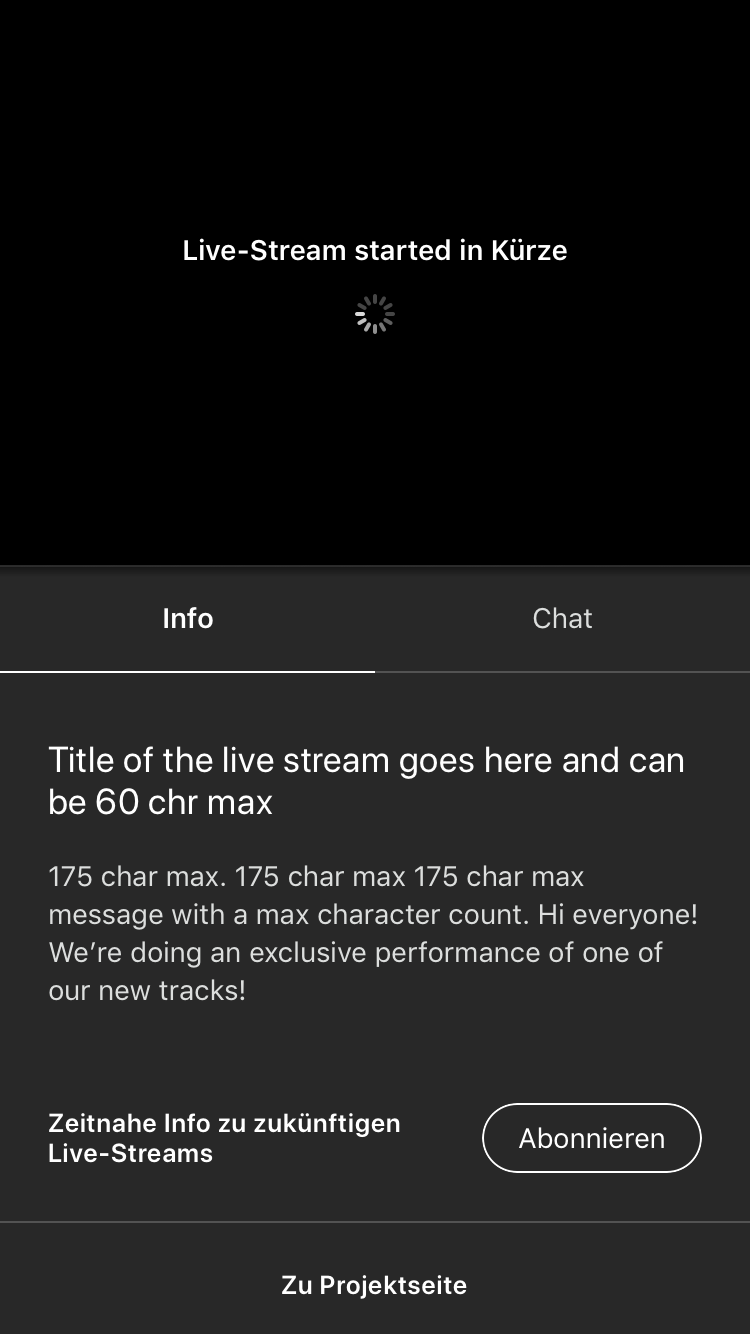 Live-Stream started in Kürze
Info
Chat
Title of the live stream goes here and can
be 60 chr max
175 char max. 175 char max 175 char max
message with a max character count. Hi everyone!
We’re doing an exclusive performance of one of
our new tracks!
Zeitnahe Info zu zukünftigen
Live-Streams
Abonnieren
Zu Projektseite